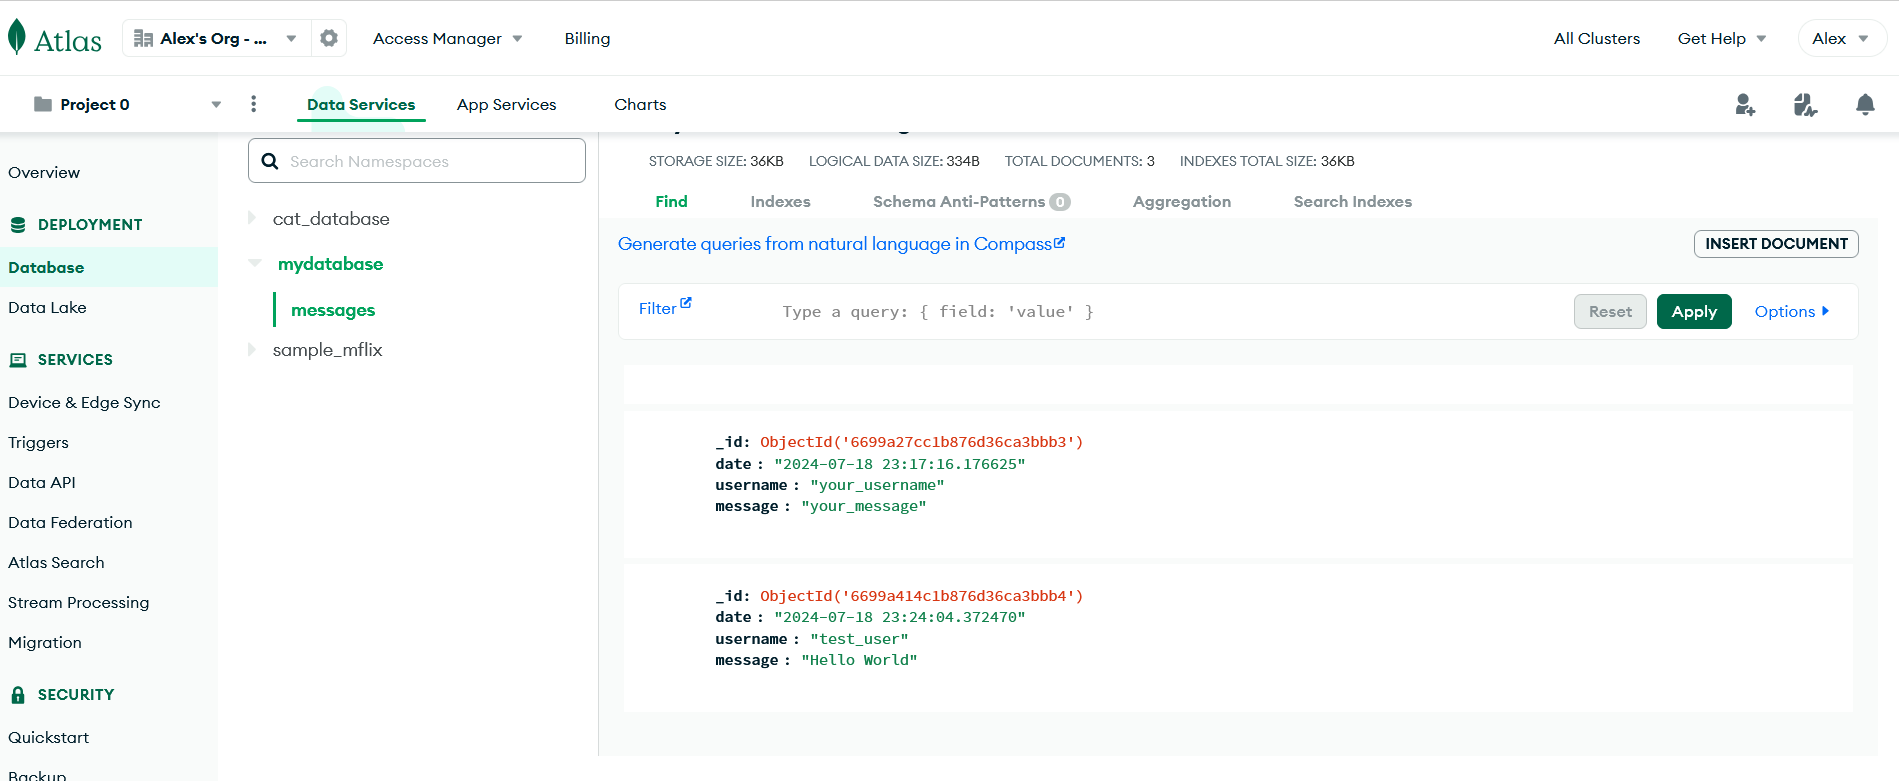 Atlas
Alex's Org - ...
Access Manager
Billing
All Clusters
Get Help
Alex
Project 0
Data Services
App Services
Charts
Overview
DEPLOYMENT
Database
Data Lake
SERVICES
Device & Edge Sync
Triggers
Data API
Data Federation
Atlas Search
Stream Processing
Migration
SECURITY
Quickstart
Backup
Search Namespaces
cat_database
mydatabase
messages
sample_mflix
STORAGE SIZE: 36KB LOGICAL DATA SIZE: 334B TOTAL DOCUMENTS: 3 INDEXES TOTAL SIZE: 36KB
Find Indexes Schema Anti-Patterns 0 Aggregation Search Indexes
Generate queries from natural language in Compass
INSERT DOCUMENT
Filter
Type a query: { field: 'value' }
Reset
Apply
Options
_id: ObjectId('6699a27cc1b876d36ca3bbb3')
date : "2024-07-18 23:17:16.176625"
username : "your_username"
message : "your_message"
_id: ObjectId('6699a414c1b876d36ca3bbb4')
date : "2024-07-18 23:24:04.372470"
username : "test_user"
message : "Hello World"